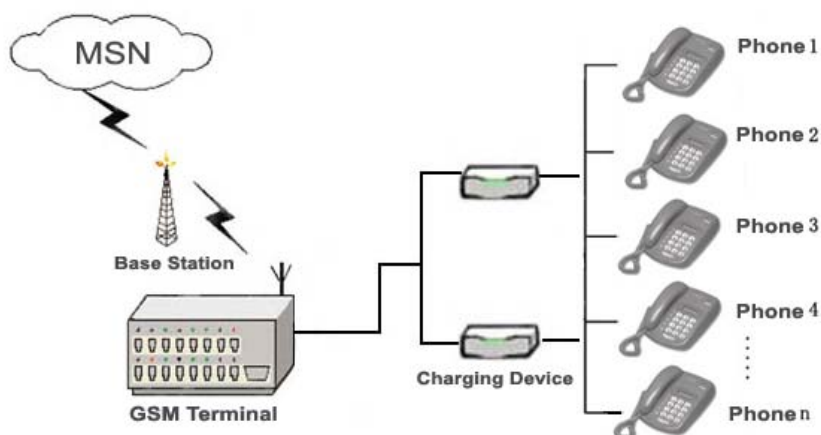 MSN
Phone 1
Phone 2
Base Station
Phone 3
Phone 4
Charging Device
GSM Terminal
Phone n